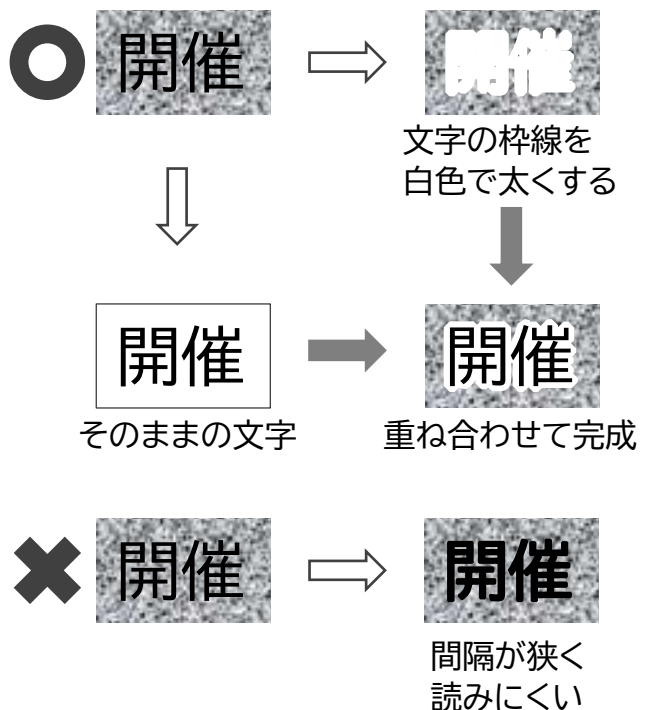 開催
開催
文字の枠線を
白色で太くする
開催
開催
そのままの文字
重ね合わせて完成
開催
開催
間隔が狭く
読みにくい